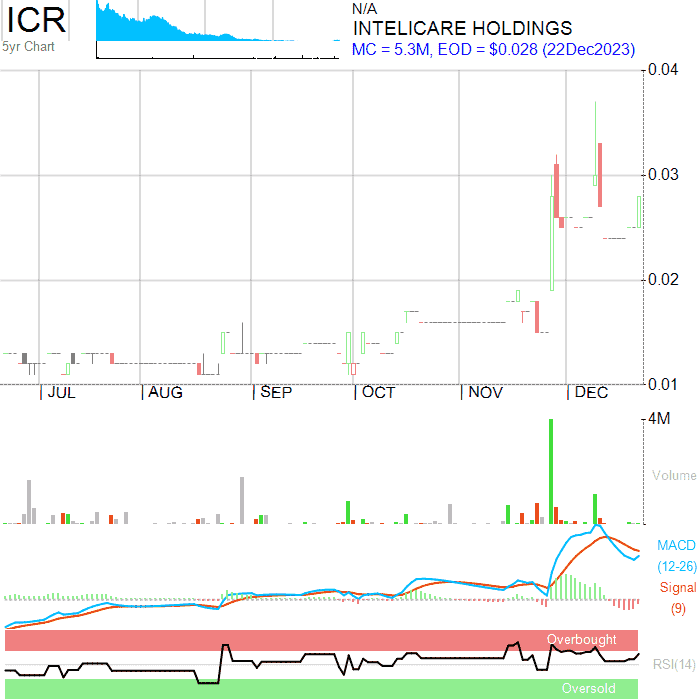 ICR
5yr Chart
N/A
INTELICARE HOLDINGS
MC = 5.3M, EOD = $0.028 (22Dec2023)
0.04
0.03
0.02
0.01
JUL AUG SEP OCT NOV DEC
4M
Volume
MACD
(12-26)
Signal
(9)
Overbought
RSI(14)
Oversold